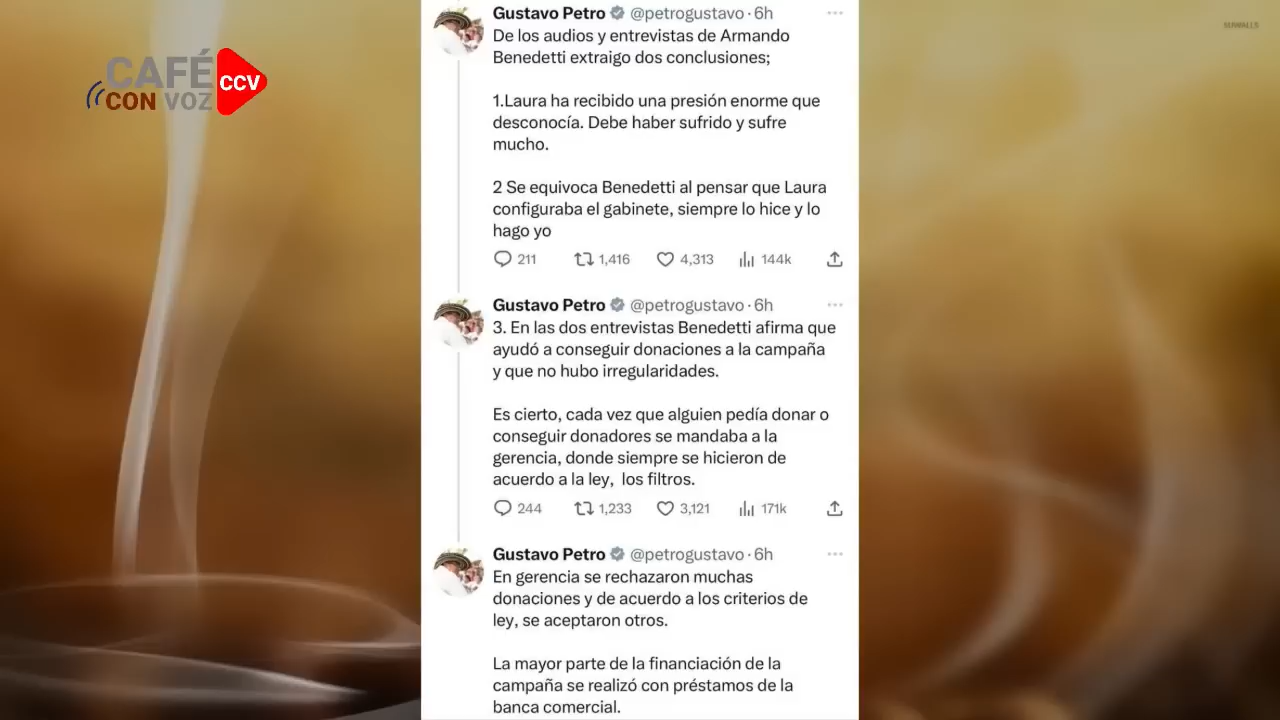 CAFÉ
CON VOZ
CCV
Gustavo Petro @petrogustavo · 6h
De los audios y entrevistas de Armando
Benedetti extraigo dos conclusiones;
1.Laura ha recibido una presión enorme que
desconocía. Debe haber sufrido y sufre
mucho.
2 Se equivoca Benedetti al pensar que Laura
configuraba el gabinete, siempre lo hice y lo
hago yo
211 1,416 4,313 144k
Gustavo Petro @petrogustavo · 6h
3. En las dos entrevistas Benedetti afirma que
ayudó a conseguir donaciones a la campaña
y que no hubo irregularidades.
Es cierto, cada vez que alguien pedía donar o
conseguir donadores se mandaba a la
gerencia, donde siempre se hicieron de
acuerdo a la ley, los filtros.
244 1,233 3,121 171k
Gustavo Petro @petrogustavo · 6h
En gerencia se rechazaron muchas
donaciones y de acuerdo a los criterios de
ley, se aceptaron otros.
La mayor parte de la financiación de la
campaña se realizó con préstamos de la
banca comercial.